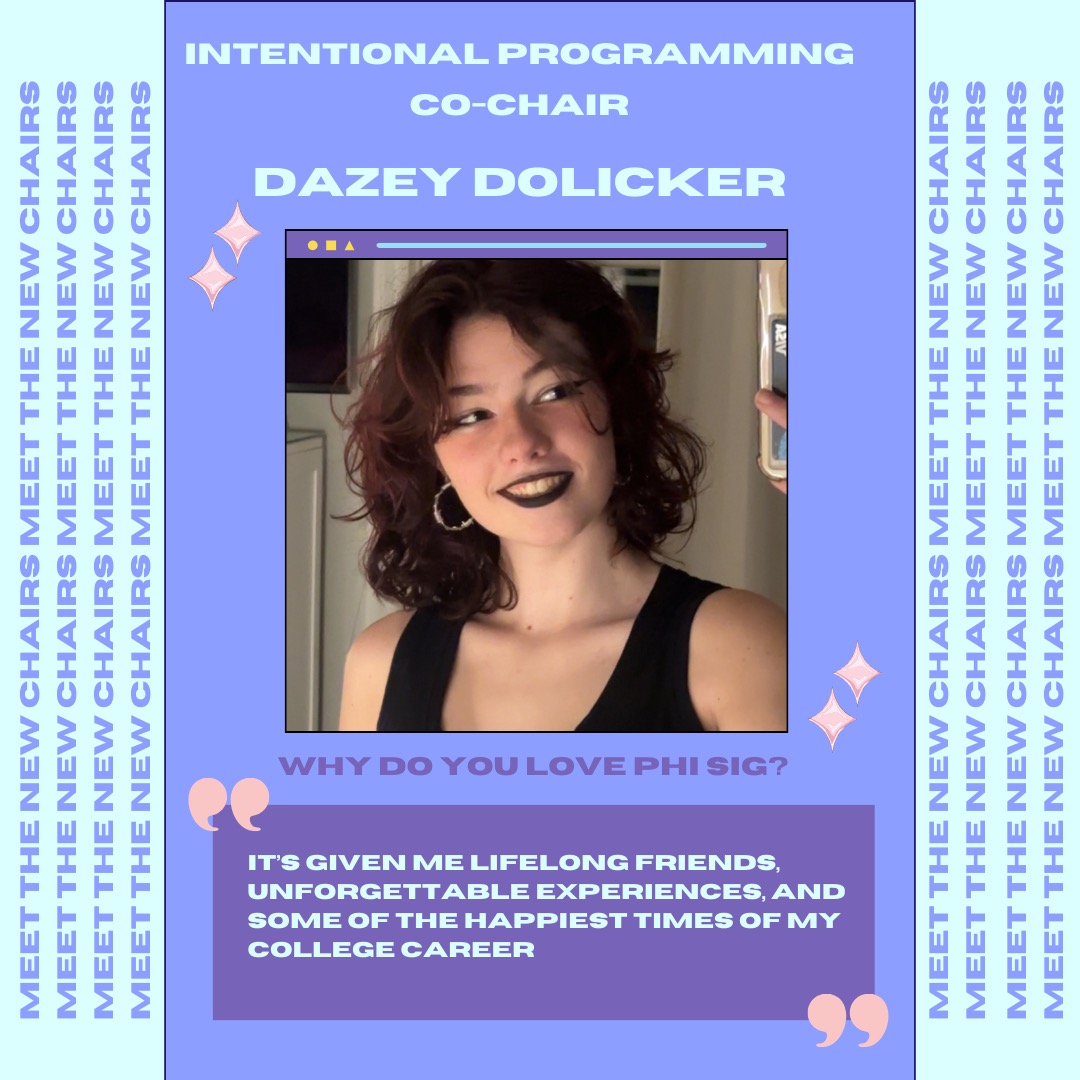 INTENTIONAL PROGRAMMING
CO-CHAIR
DAZEY DOLICKER
VISA
WHY DO YOU LOVE PHI SIG?
IT'S GIVEN ME LIFELONG FRIENDS,
UNFORGETTABLE EXPERIENCES, AND
SOME OF THE HAPPIEST TIMES OF MY
COLLEGE CAREER
MEET THE NEW CHAIRS MEET THE NEW CHAIRS
MEET THE NEW CHAIRS MEET THE NEW CHAIRS
MEET THE NEW CHAIRS MEET THE NEW CHAIRS
MEET THE NEW CHAIRS MEET THE NEW CHAIRS
MEET THE NEW CHAIRS MEET THE NEW CHAIRS
MEET THE NEW CHAIRS MEET THE NEW CHAIRS
MEET THE NEW CHAIRS MEET THE NEW CHAIRS
MEET THE NEW CHAIRS MEET THE NEW CHAIRS